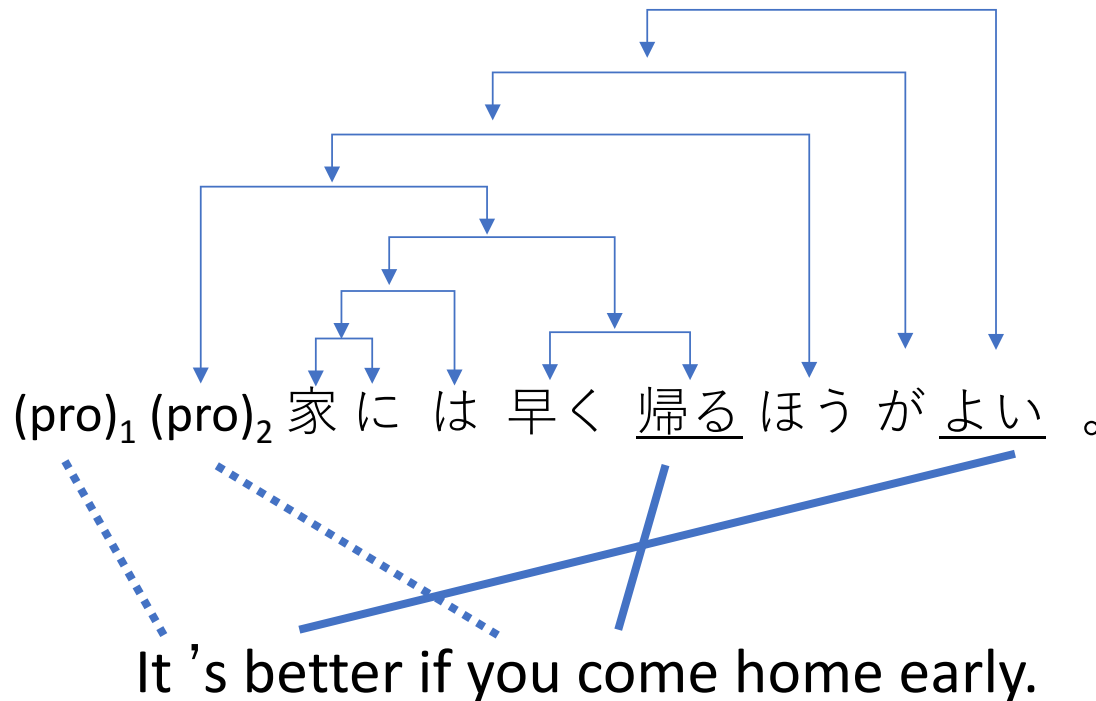 (pro)₁ (pro)₂ 家 に は 早く 帰る ほう が よい 。
It ’s better if you come home early.